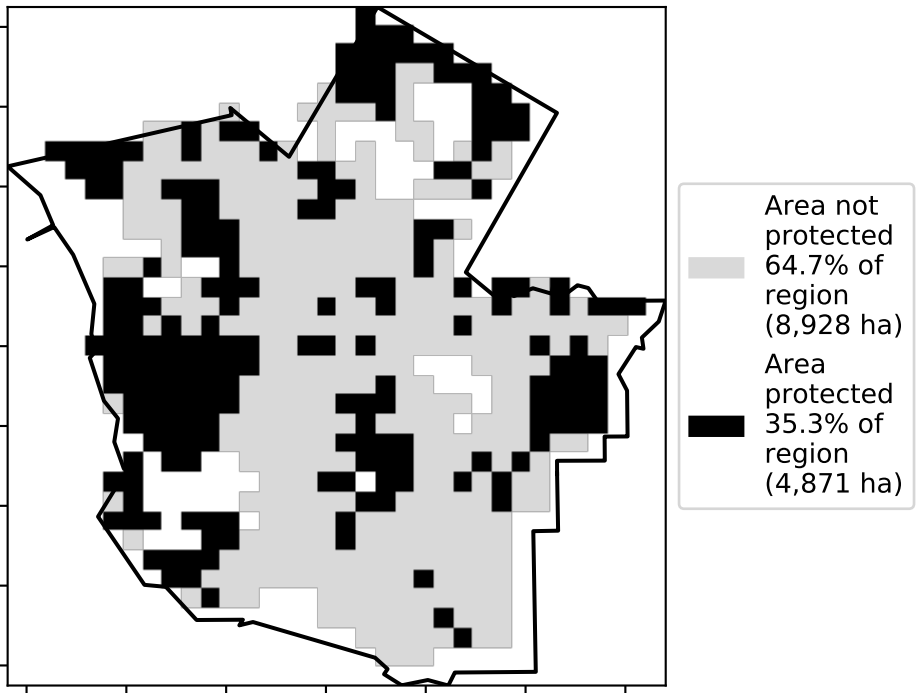 Area not
protected
64.7% of
region
(8,928 ha)
Area
protected
35.3% of
region
(4,871 ha)